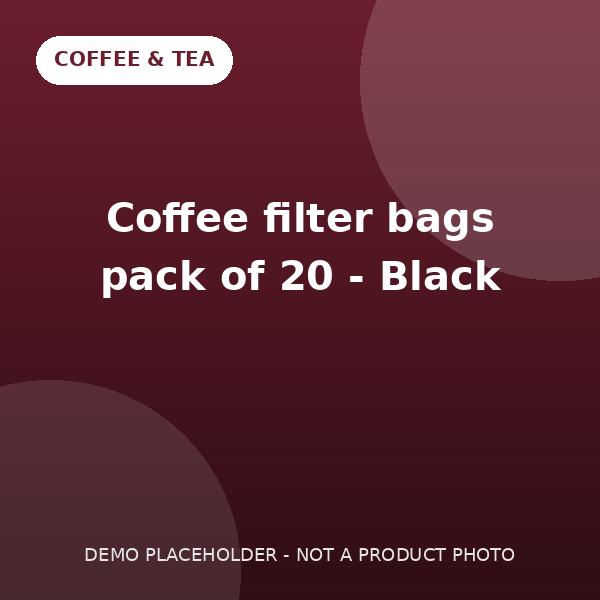 COFFEE & TEA
Coffee filter bags
pack of 20 - Black
DEMO PLACEHOLDER - NOT A PRODUCT PHOTO